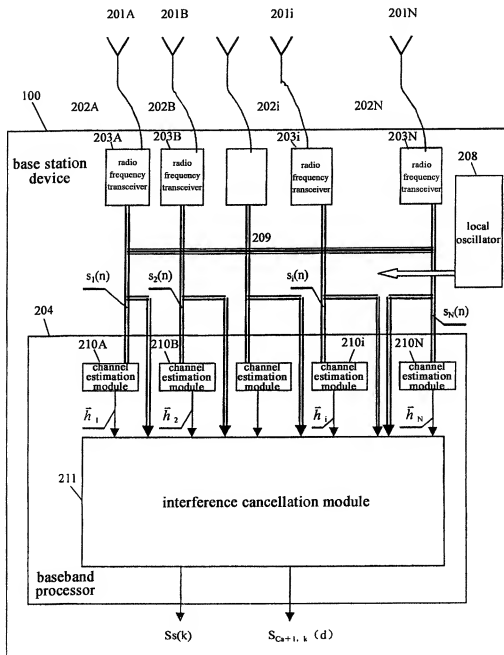 201A 201B 201i 201N
100
202A 202B 202i 202N
203A 203B 203i 203N
base station
device
radio
frequency
transceiver
radio
frequency
transceiver
radio
frequency
transceiver
radio
frequency
transceiver
208
local
oscillator
209
s1(n) s2(n) si(n)
sN(n)
204
210A 210B 210i 210N
channel
estimation
module
channel
estimation
module
channel
estimation
module
channel
estimation
module
h⃗ 1 h⃗ 2 h⃗ i h⃗ N
211
interference cancellation module
baseband
processor
Ss(k) SCa+1, k (d)